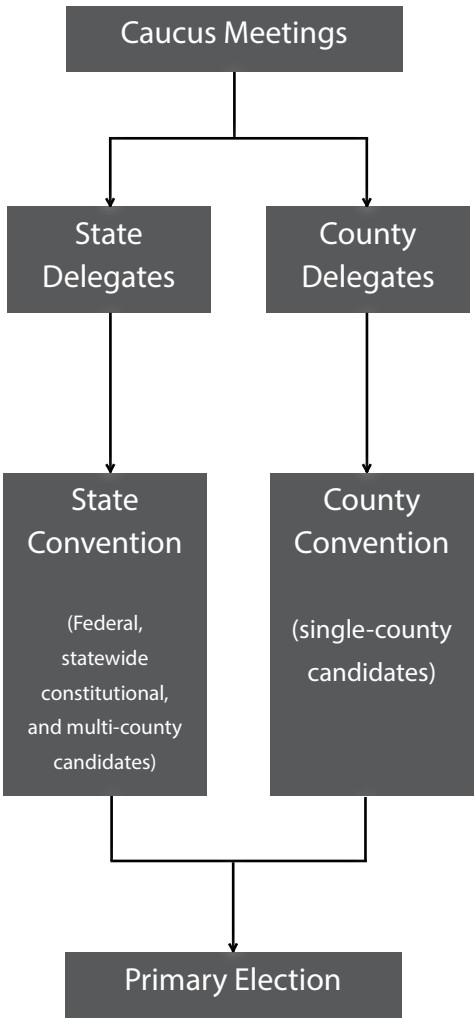 Caucus Meetings
State
Delegates
County
Delegates
State
Convention
(Federal,
statewide
constitutional,
and multi-county
candidates)
County
Convention
(single-county
candidates)
Primary Election